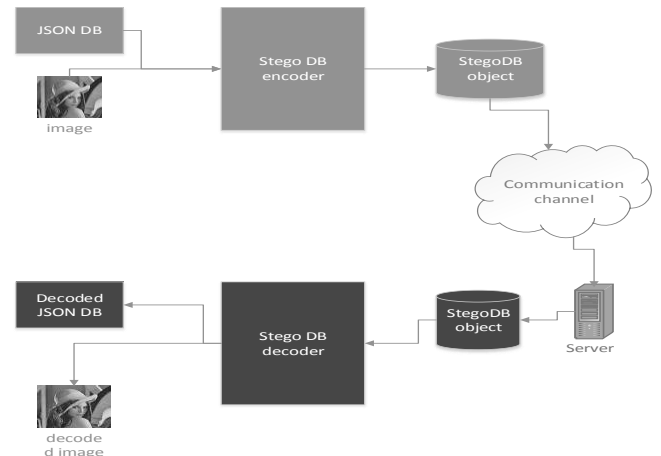 JSON DB
image
Stego DB
encoder
StegoDB
object
Communication
channel
Server
StegoDB
object
Stego DB
decoder
Decoded
JSON DB
decode
d image